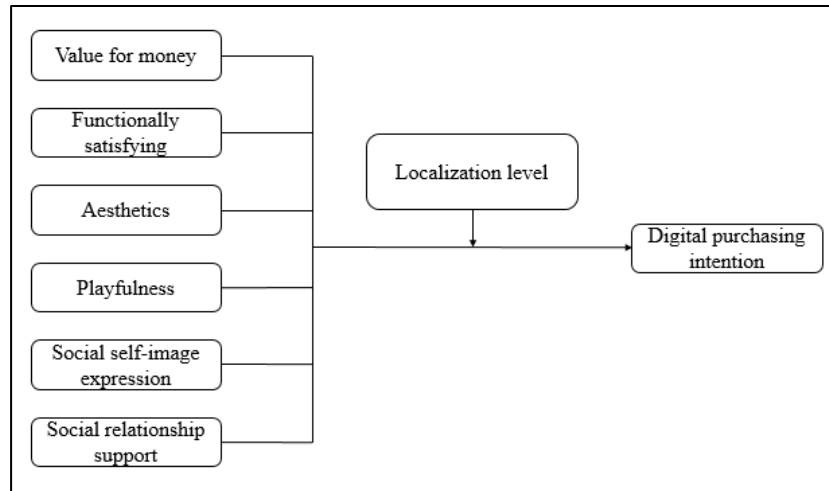 Value for money
Functionally
satisfying
Aesthetics
Playfulness
Social self-image
expression
Social relationship
support
Localization level
Digital purchasing
intention